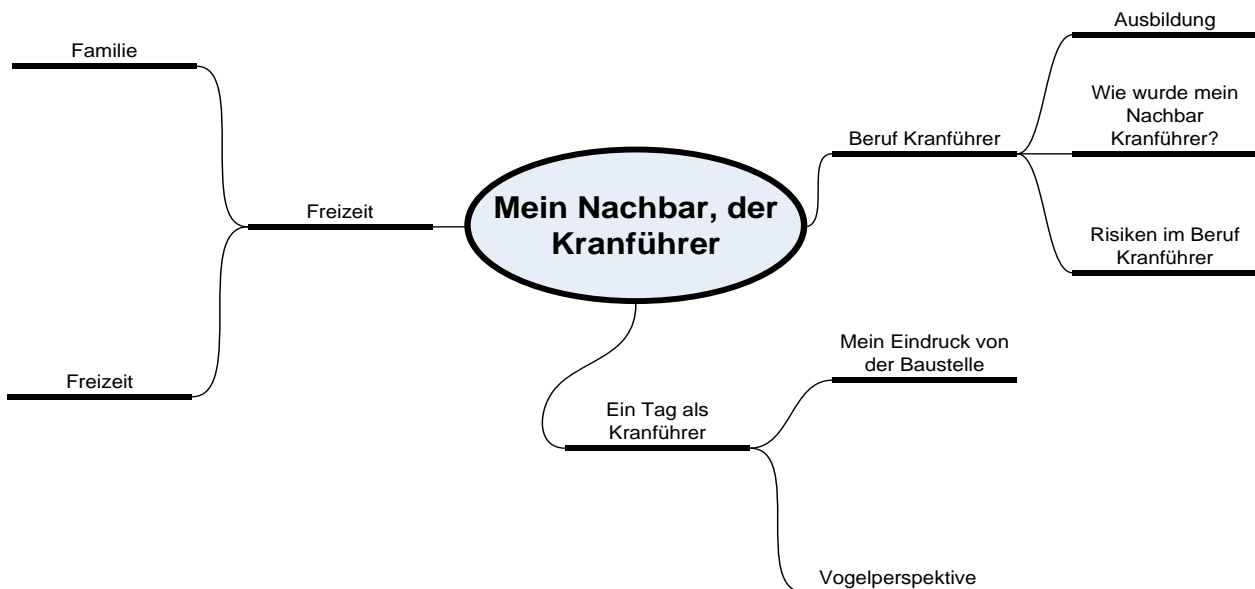 Ausbildung
Familie
Wie wurde mein
Nachbar
Kranführer?
Beruf Kranführer
Mein Nachbar, der
Kranführer
Freizeit
Risiken im Beruf
Kranführer
Mein Eindruck von
der Baustelle
Freizeit
Ein Tag als
Kranführer
Vogelperspektive